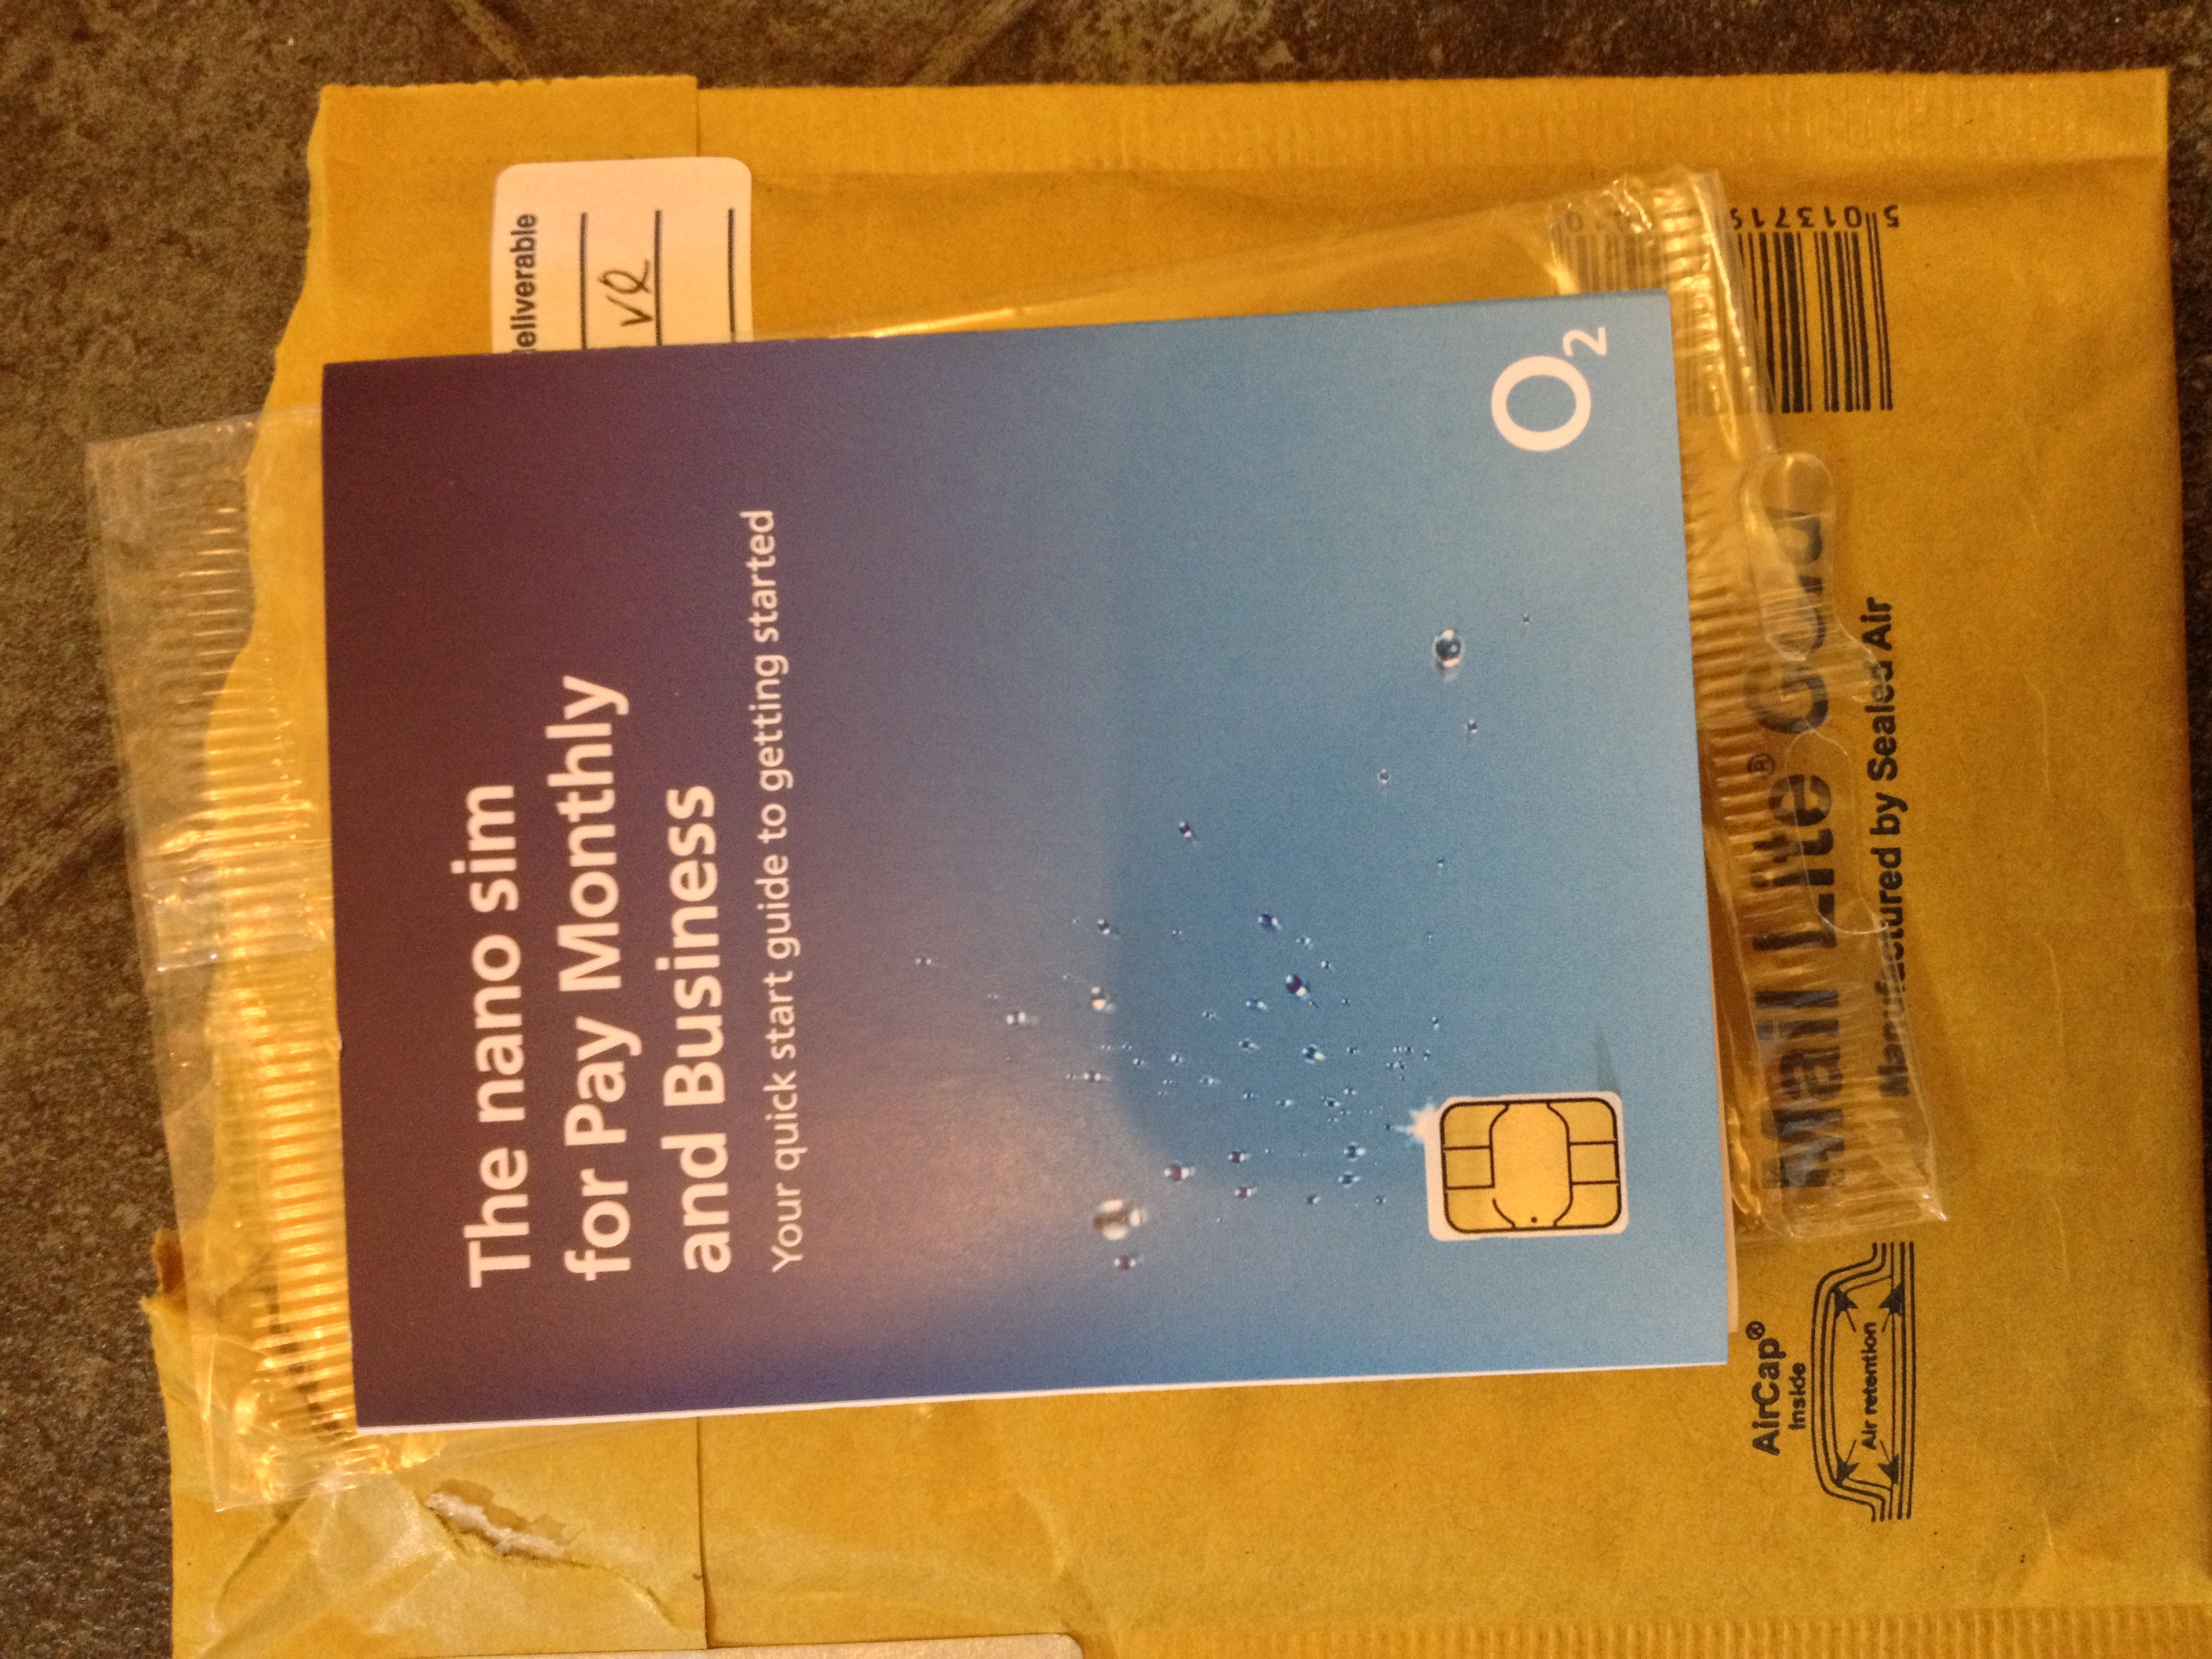 The nano sim
for Pay Monthly
and Business
Your quick start guide to getting started
O2
Mail Lite® Gold
Manufactured by Sealed Air
AirCap®
Inside
Air retention